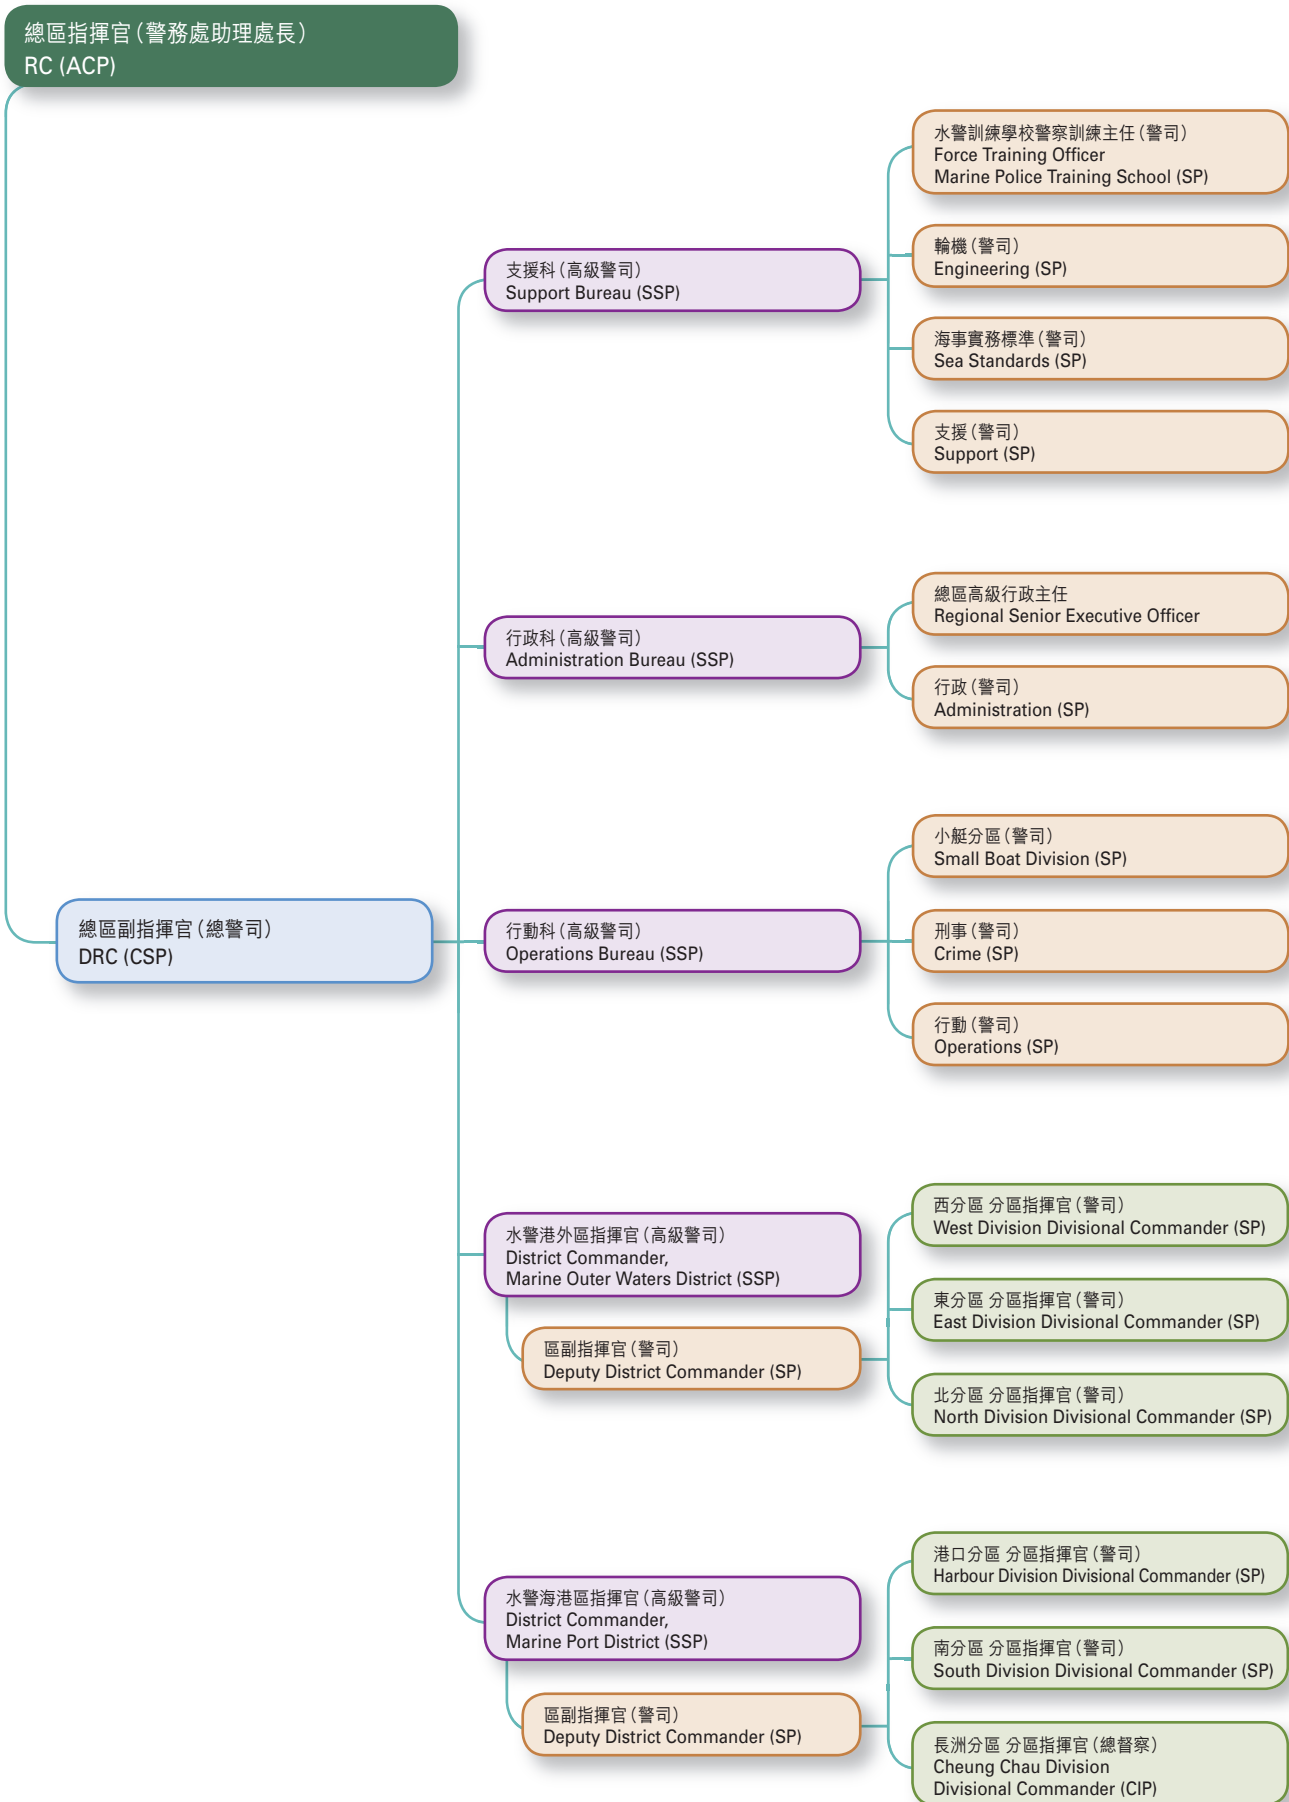 總區指揮官(警務處助理處長)
RC (ACP)
水警訓練學校警察訓練主任(警司)
Force Training Officer
Marine Police Training School (SP)
輪機(警司)
Engineering (SP)
支援科(高級警司)
Support Bureau (SSP)
海事實務標準(警司)
Sea Standards (SP)
支援(警司)
Support (SP)
總區高級行政主任
Regional Senior Executive Officer
行政科(高級警司)
Administration Bureau (SSP)
行政(警司)
Administration (SP)
小艇分區(警司)
Small Boat Division (SP)
總區副指揮官(總警司)
DRC (CSP)
行動科(高級警司)
Operations Bureau (SSP)
刑事(警司)
Crime (SP)
行動(警司)
Operations (SP)
水警港外區指揮官(高級警司)
District Commander,
Marine Outer Waters District (SSP)
區副指揮官(警司)
Deputy District Commander (SP)
西分區 分區指揮官(警司)
West Division Divisional Commander (SP)
東分區 分區指揮官(警司)
East Division Divisional Commander (SP)
北分區 分區指揮官(警司)
North Division Divisional Commander (SP)
水警海港區指揮官(高級警司)
District Commander,
Marine Port District (SSP)
區副指揮官(警司)
Deputy District Commander (SP)
港口分區 分區指揮官(警司)
Harbour Division Divisional Commander (SP)
南分區 分區指揮官(警司)
South Division Divisional Commander (SP)
長洲分區 分區指揮官(總督察)
Cheung Chau Division
Divisional Commander (CIP)